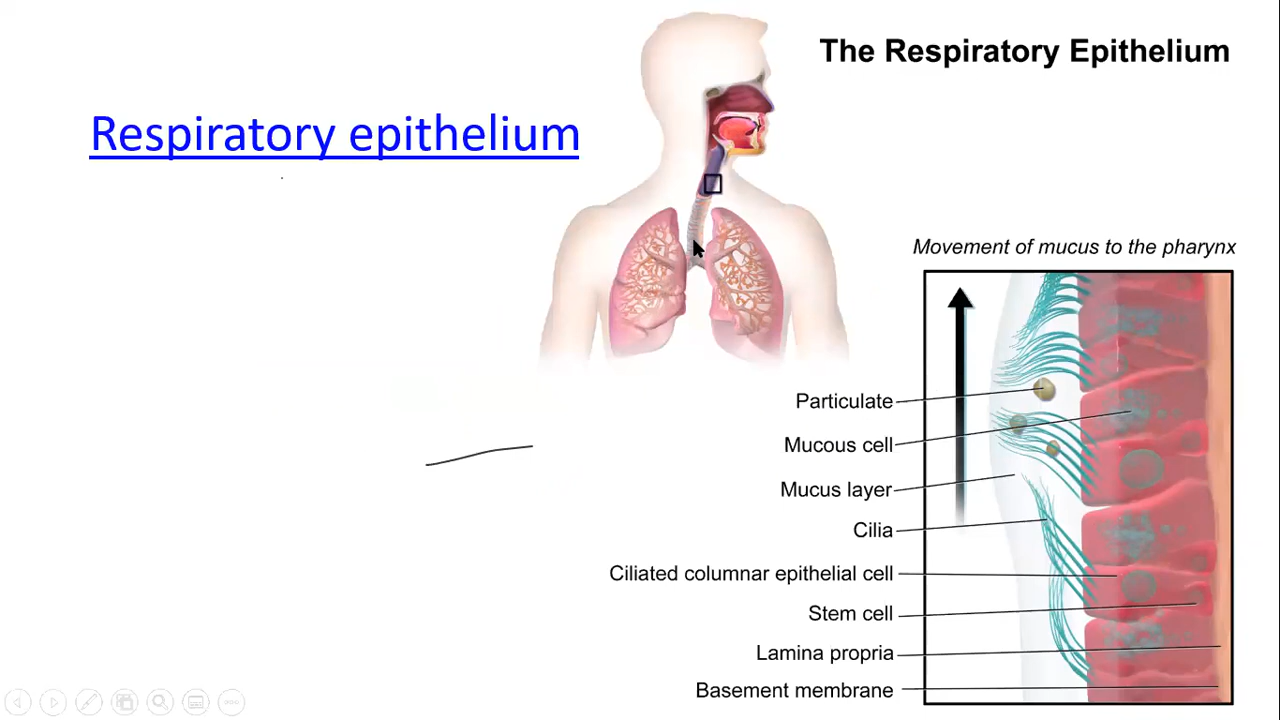 The Respiratory Epithelium
Respiratory epithelium
Movement of mucus to the pharynx
Particulate
Mucous cell
Mucus layer
Cilia
Ciliated columnar epithelial cell
Stem cell
Lamina propria
Basement membrane